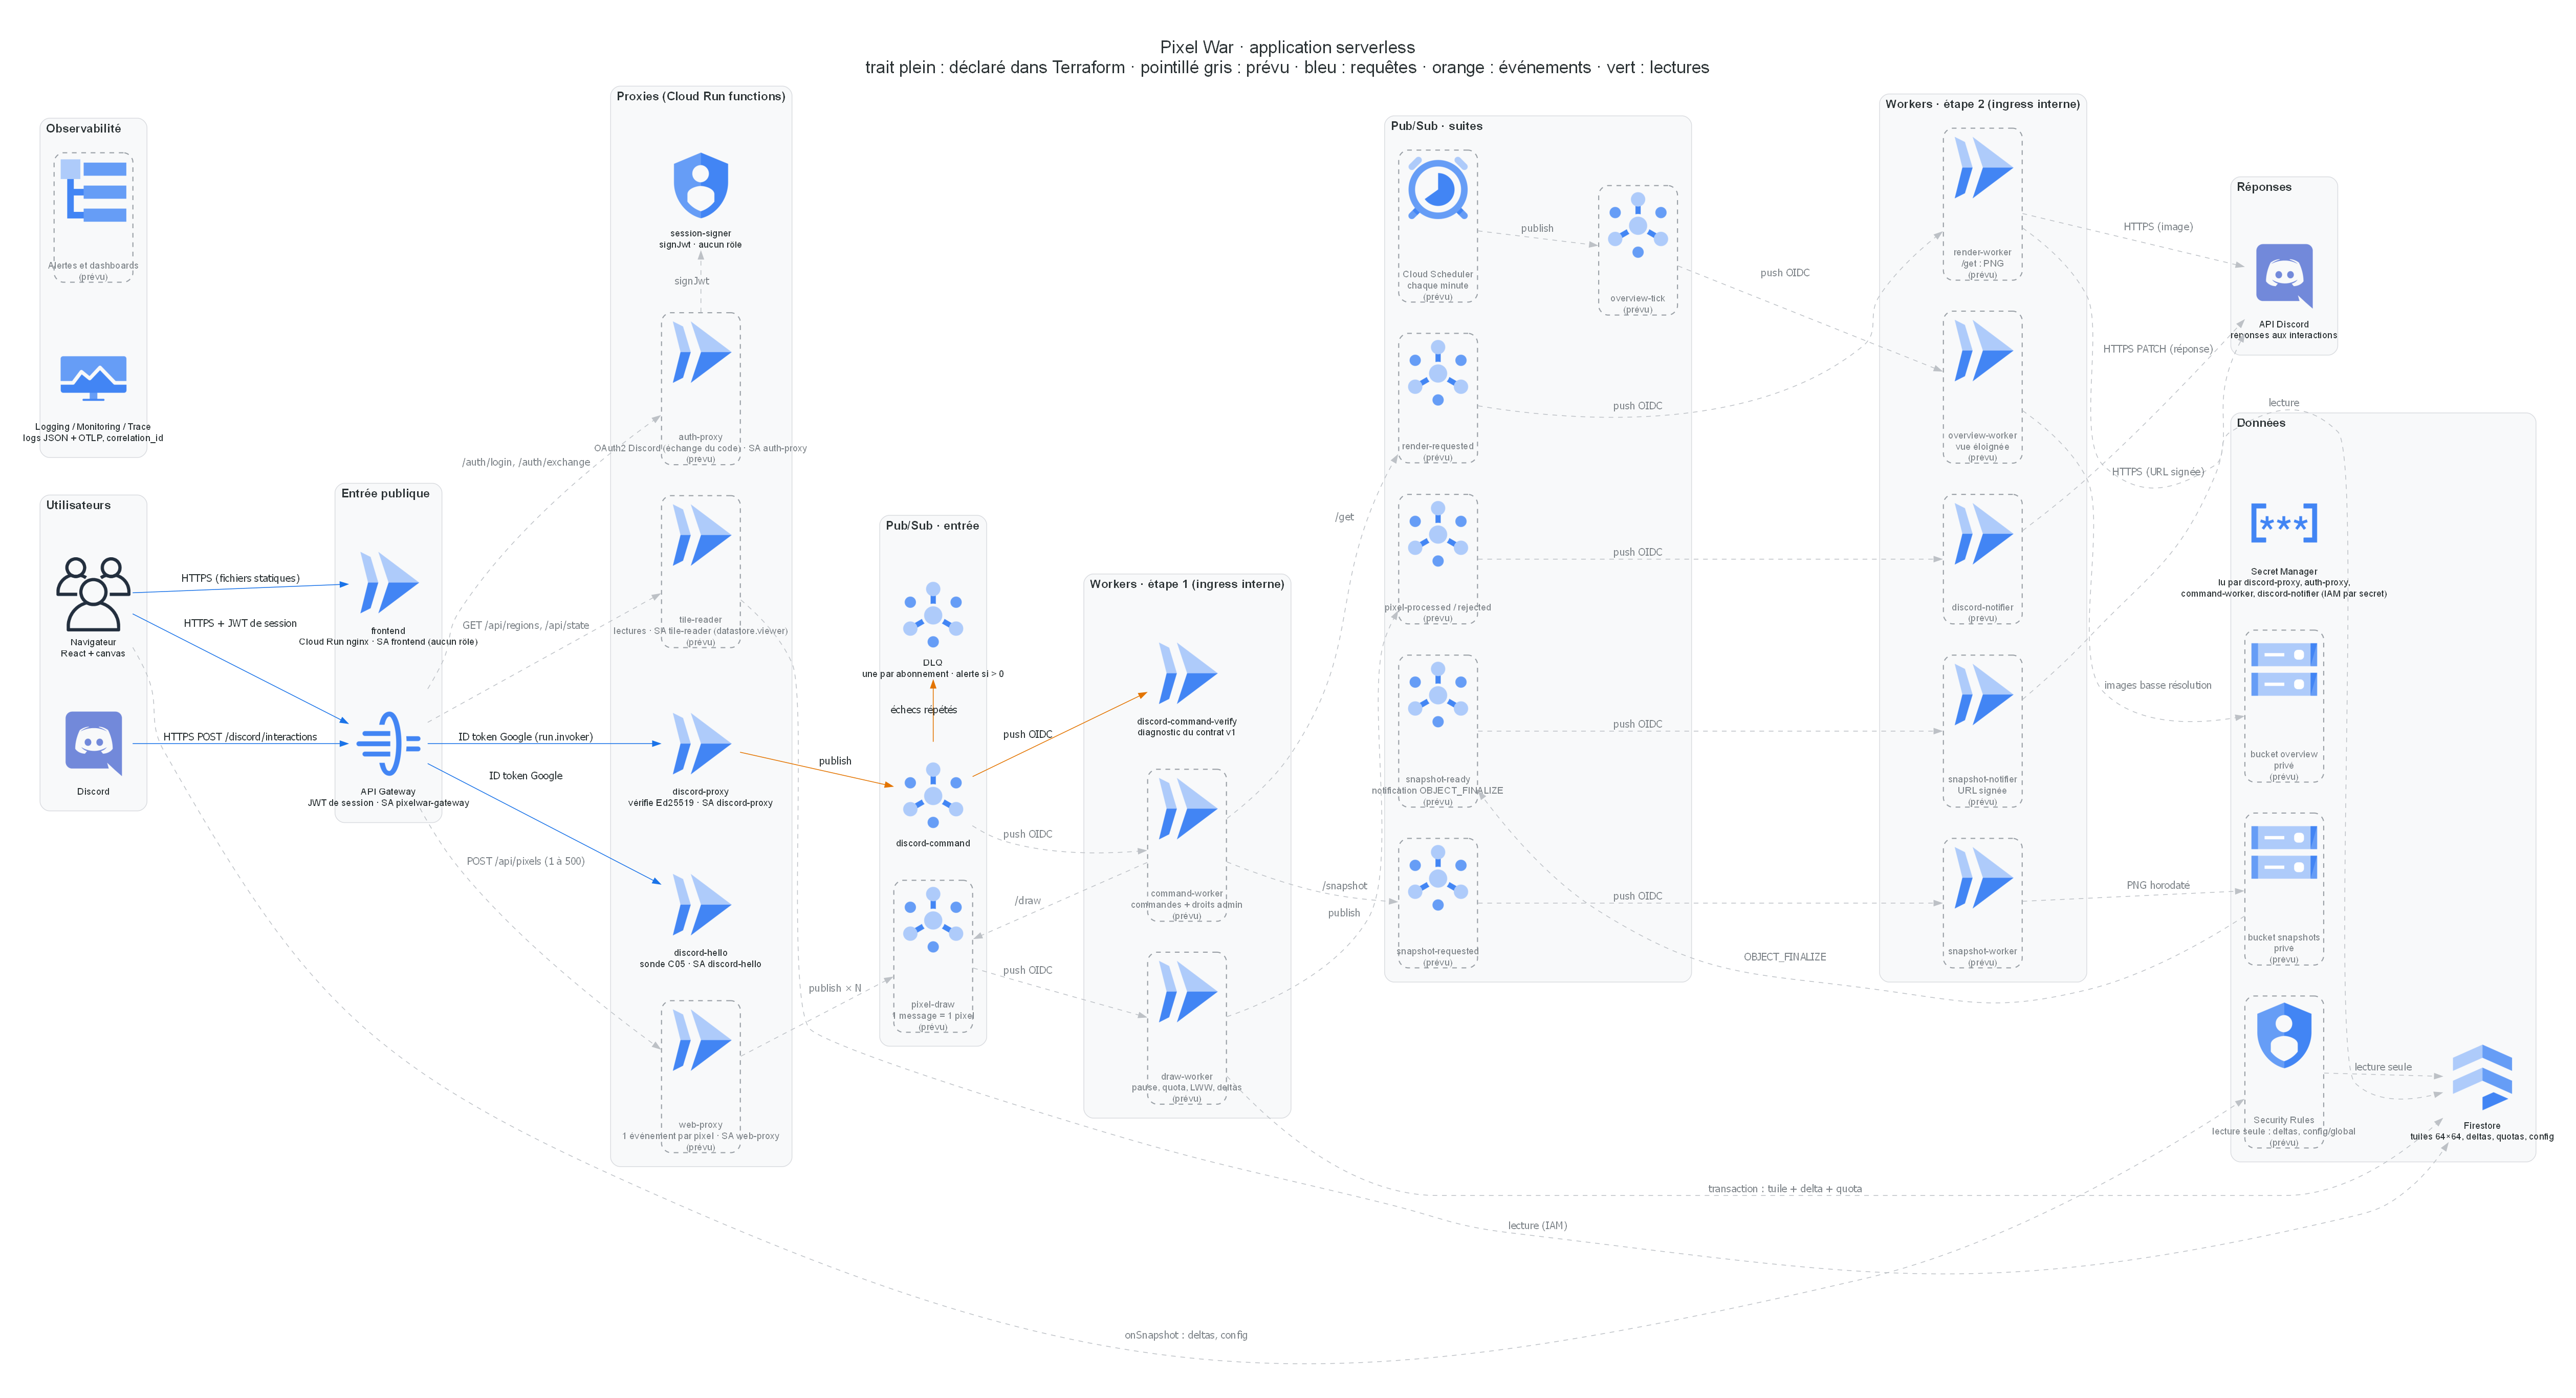 Pixel War · application serverless
trait plein : déclaré dans Terraform · pointillé gris : prévu · bleu : requêtes · orange : événements · vert : lectures
Observabilité
Alertes et dashboards
(prévu)
Logging / Monitoring / Trace
logs JSON + OTLP, correlation_id
Utilisateurs
Navigateur
React + canvas
Discord
HTTPS (fichiers statiques)
HTTPS + JWT de session
HTTPS POST /discord/interactions
Entrée publique
frontend
Cloud Run nginx · SA frontend (aucun rôle)
API Gateway
JWT de session · SA pixelwar-gateway
/auth/login, /auth/exchange
GET /api/regions, /api/state
ID token Google (run.invoker)
ID token Google
POST /api/pixels (1 à 500)
Proxies (Cloud Run functions)
session-signer
signJwt · aucun rôle
signJwt
auth-proxy
OAuth2 Discord (échange du code) · SA auth-proxy
(prévu)
tile-reader
lectures · SA tile-reader (datastore.viewer)
(prévu)
discord-proxy
vérifie Ed25519 · SA discord-proxy
discord-hello
sonde C05 · SA discord-hello
web-proxy
1 événement par pixel · SA web-proxy
(prévu)
publish
publish × N
Pub/Sub · entrée
DLQ
une par abonnement · alerte si > 0
échecs répétés
discord-command
pixel-draw
1 message = 1 pixel
(prévu)
push OIDC
push OIDC
/draw
push OIDC
Workers · étape 1 (ingress interne)
discord-command-verify
diagnostic du contrat v1
command-worker
commandes + droits admin
(prévu)
draw-worker
pause, quota, LWW, deltas
(prévu)
/get
/snapshot
publish
Pub/Sub · suites
Cloud Scheduler
chaque minute
(prévu)
publish
overview-tick
(prévu)
render-requested
(prévu)
pixel-processed / rejected
(prévu)
snapshot-ready
notification OBJECT_FINALIZE
(prévu)
snapshot-requested
(prévu)
push OIDC
push OIDC
push OIDC
push OIDC
push OIDC
OBJECT_FINALIZE
Workers · étape 2 (ingress interne)
render-worker
/get : PNG
(prévu)
overview-worker
vue éloignée
(prévu)
discord-notifier
(prévu)
snapshot-notifier
URL signée
(prévu)
snapshot-worker
(prévu)
HTTPS (image)
HTTPS PATCH (réponse)
HTTPS (URL signée)
lecture
images basse résolution
PNG horodaté
Réponses
API Discord
réponses aux interactions
Données
Secret Manager
lu par discord-proxy, auth-proxy,
command-worker, discord-notifier (IAM par secret)
bucket overview
privé
(prévu)
bucket snapshots
privé
(prévu)
Security Rules
lecture seule : deltas, config/global
(prévu)
lecture seule
Firestore
tuiles 64×64, deltas, quotas, config
transaction : tuile + delta + quota
lecture (IAM)
onSnapshot : deltas, config